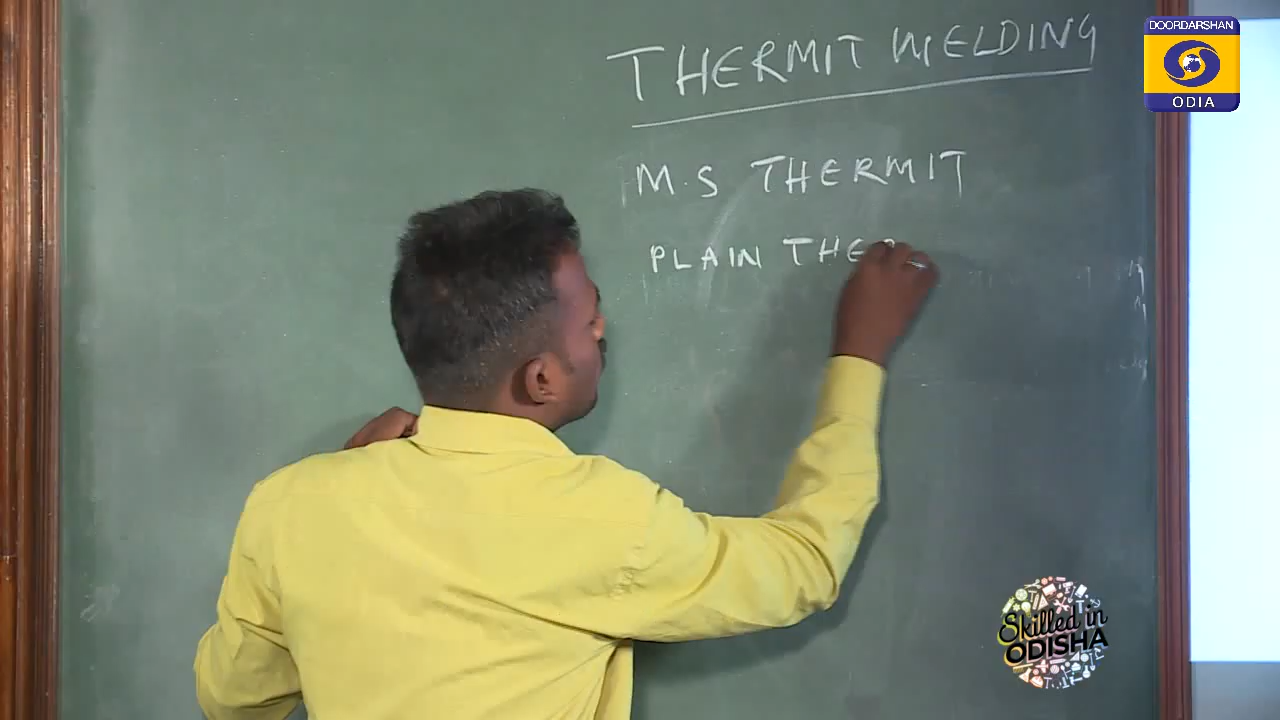 THERMIT WELDING
M.S THERMIT
PLAIN THE
DOORDARSHAN
ODIA
Skilled in
ODISHA